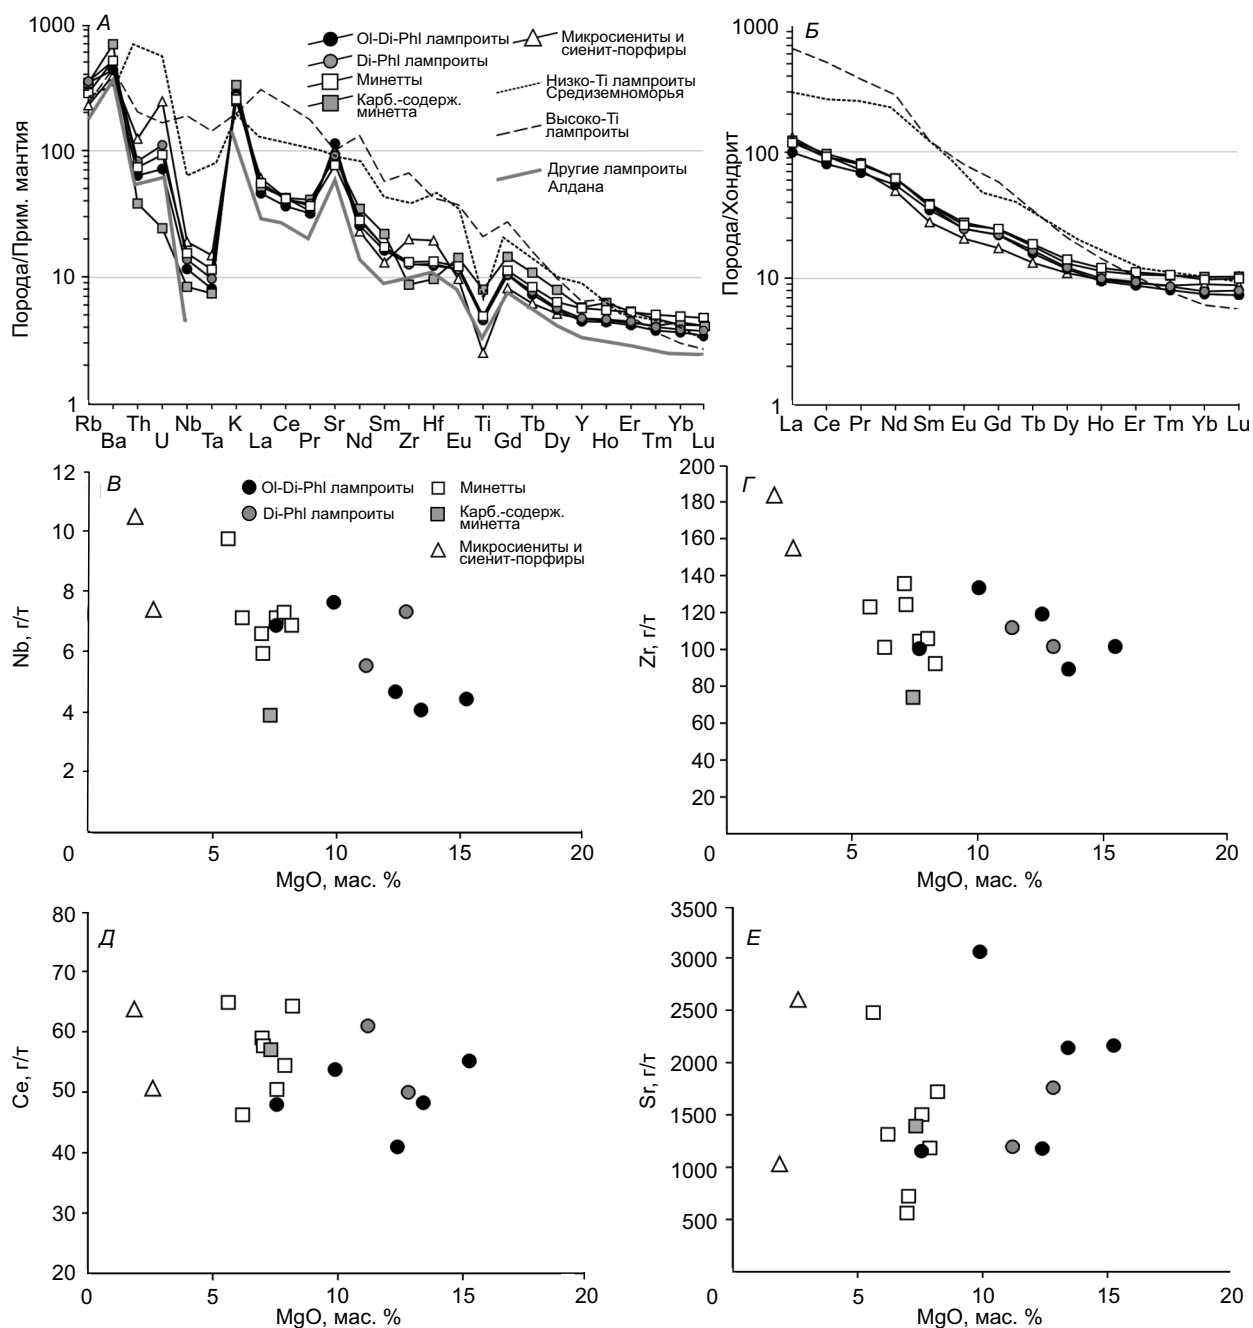 А
Порода/Прим. мантия
1000
100
10
1
Ol-Di-Phl лампроиты
Di-Phl лампроиты
Минетты
Карб.-содерж.
минетта
Микросиениты и
сиенит-порфиры
Низко-Ti лампроиты
Средиземноморья
Высоко-Ti
лампроиты
Другие лампроиты
Алдана
Rb Th Nb K Ce Sr Sm Hf Ti Tb Y Er Yb
Ba U Ta La Pr Nd Zr Eu Gd Dy Ho Tm Lu
Б
Порода/Хондрит
1000
100
10
1
La Ce Pr Nd Sm Eu Gd Tb Dy Ho Er Tm Yb Lu
В
Nb, г/т
12
10
8
6
4
2
0 5 10 15 20
MgO, мас. %
Ol-Di-Phl лампроиты
Di-Phl лампроиты
Минетты
Карб.-содерж.
минетта
Микросиениты и
сиенит-порфиры
Г
Zr, г/т
200
180
160
140
120
100
80
60
40
20
0 5 10 15 20
MgO, мас. %
Д
Ce, г/т
80
70
60
50
40
30
20
0 5 10 15 20
MgO, мас. %
Е
Sr, г/т
3500
3000
2500
2000
1500
1000
500
0 5 10 15 20
MgO, мас. %